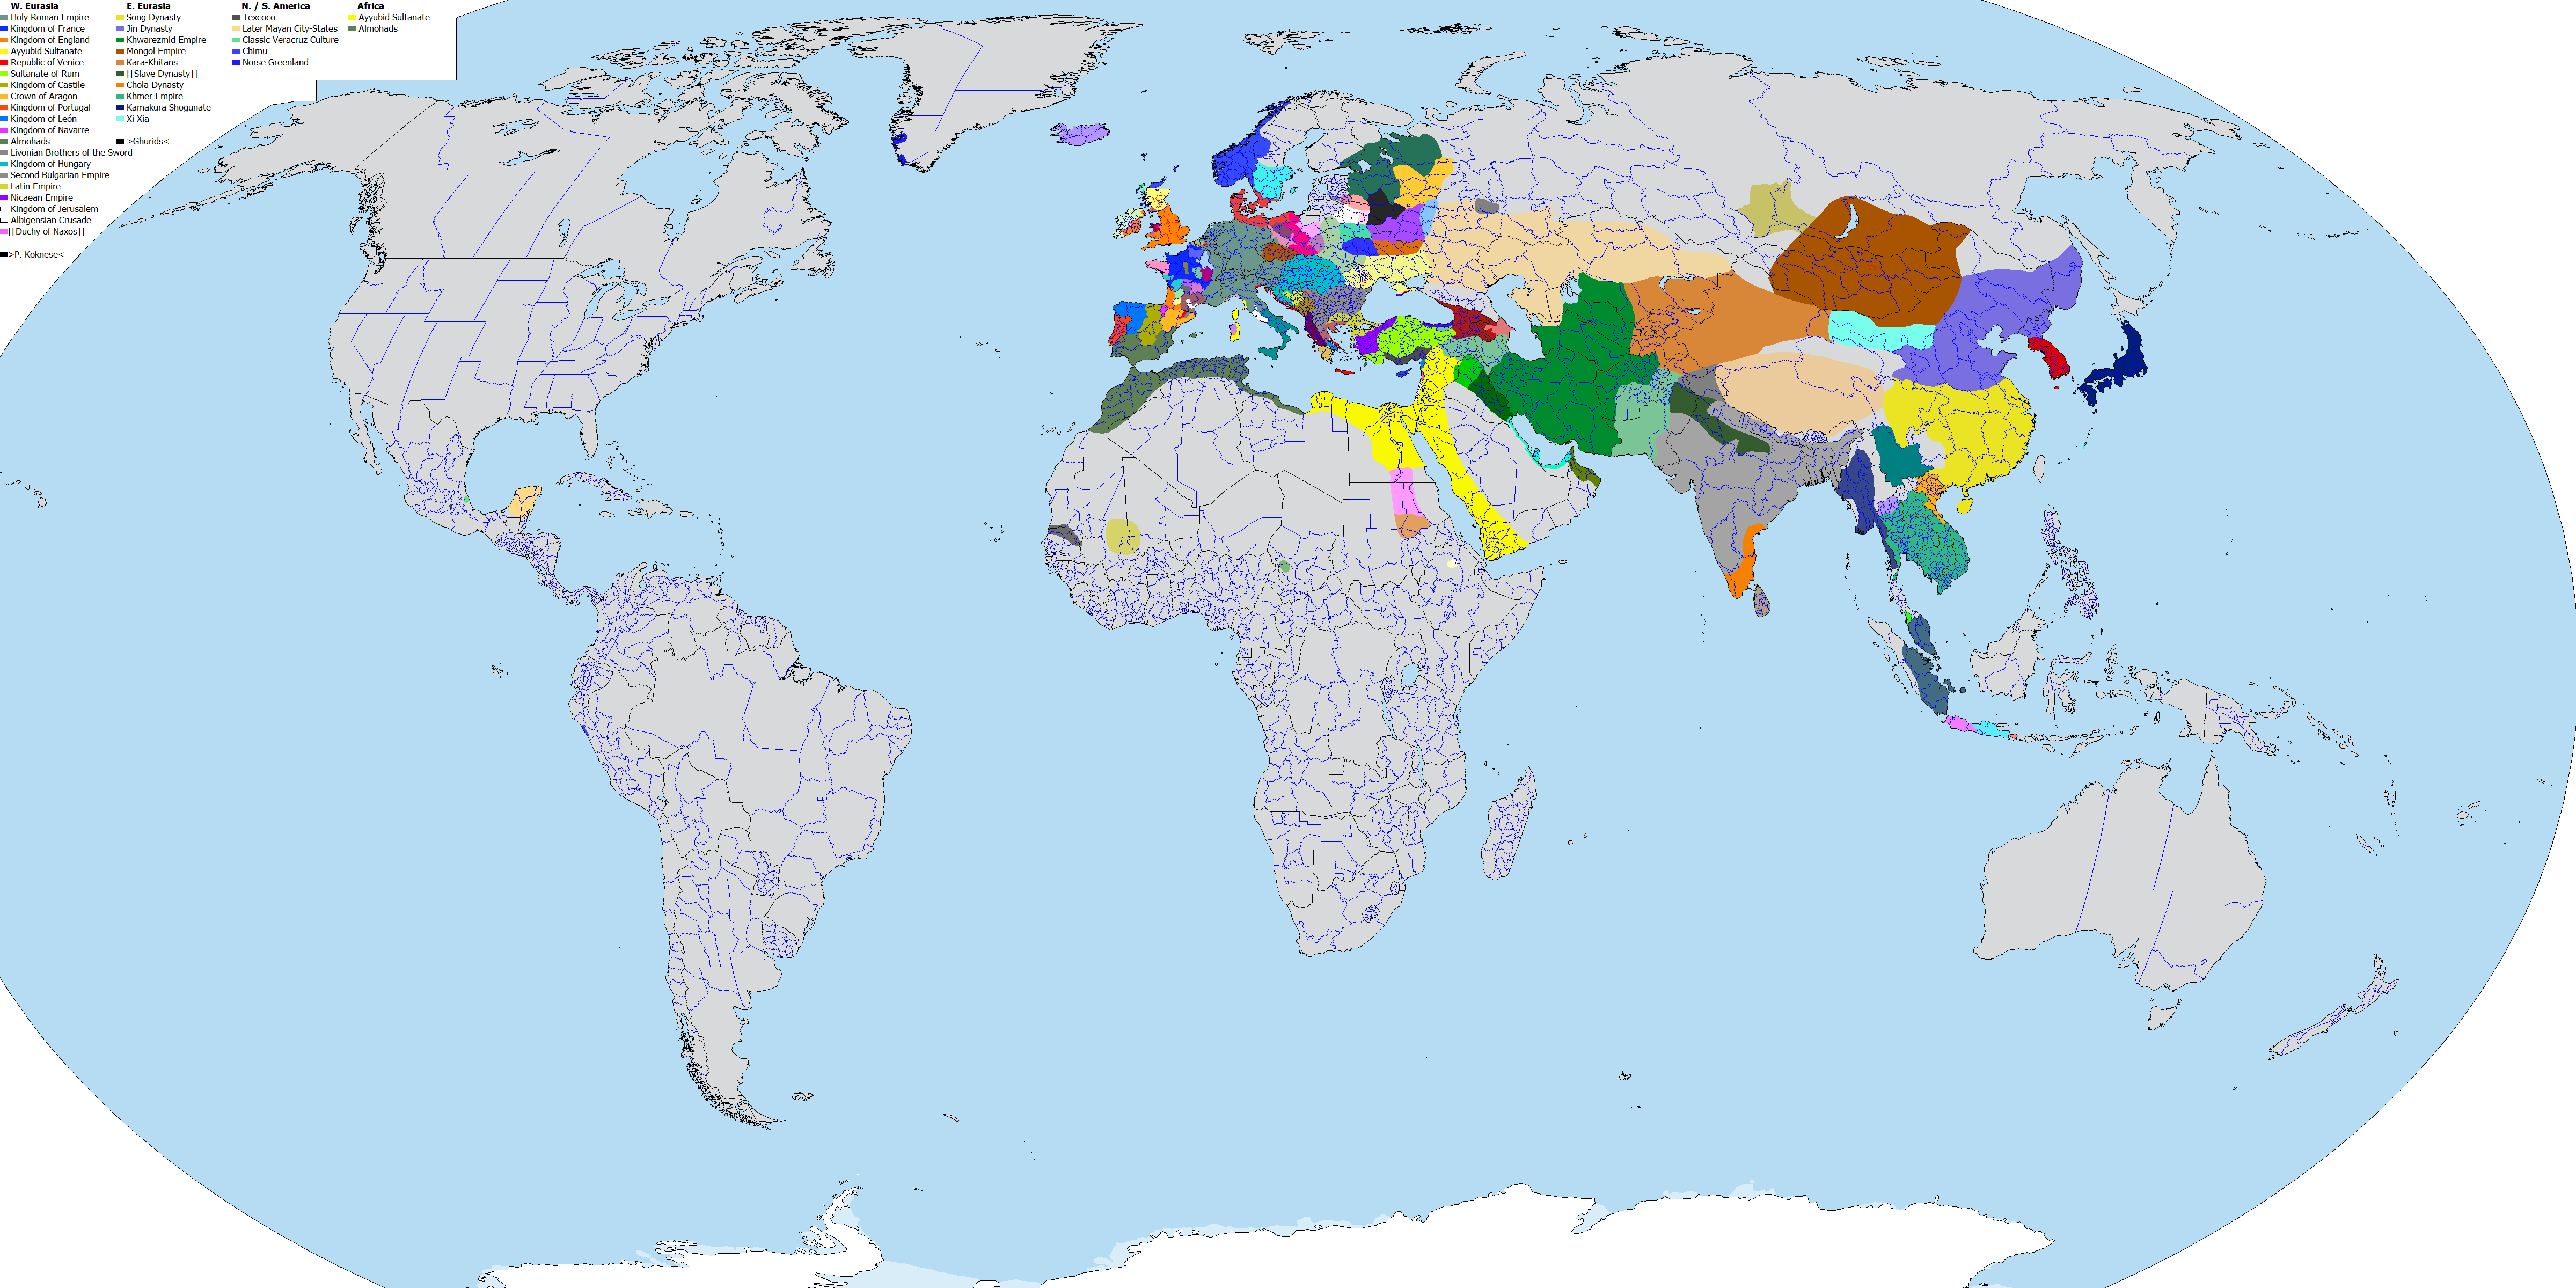 W. Eurasia
Holy Roman Empire
Kingdom of France
Kingdom of England
Ayyubid Sultanate
Republic of Venice
Sultanate of Rum
Kingdom of Castile
Crown of Aragon
Kingdom of Portugal
Kingdom of León
Kingdom of Navarre
Almohads
Livonian Brothers of the Sword
Kingdom of Hungary
Second Bulgarian Empire
Latin Empire
Nicaean Empire
Kingdom of Jerusalem
Albigensian Crusade
[[Duchy of Naxos]]
>P. Koknese<
E. Eurasia
Song Dynasty
Jin Dynasty
Khwarezmid Empire
Mongol Empire
Kara-Khitans
[[Slave Dynasty]]
Chola Dynasty
Khmer Empire
Kamakura Shogunate
Xi Xia
>Ghurids<
N. / S. America
Texcoco
Later Mayan City-States
Classic Veracruz Culture
Chimu
Norse Greenland
Africa
Ayyubid Sultanate
Almohads